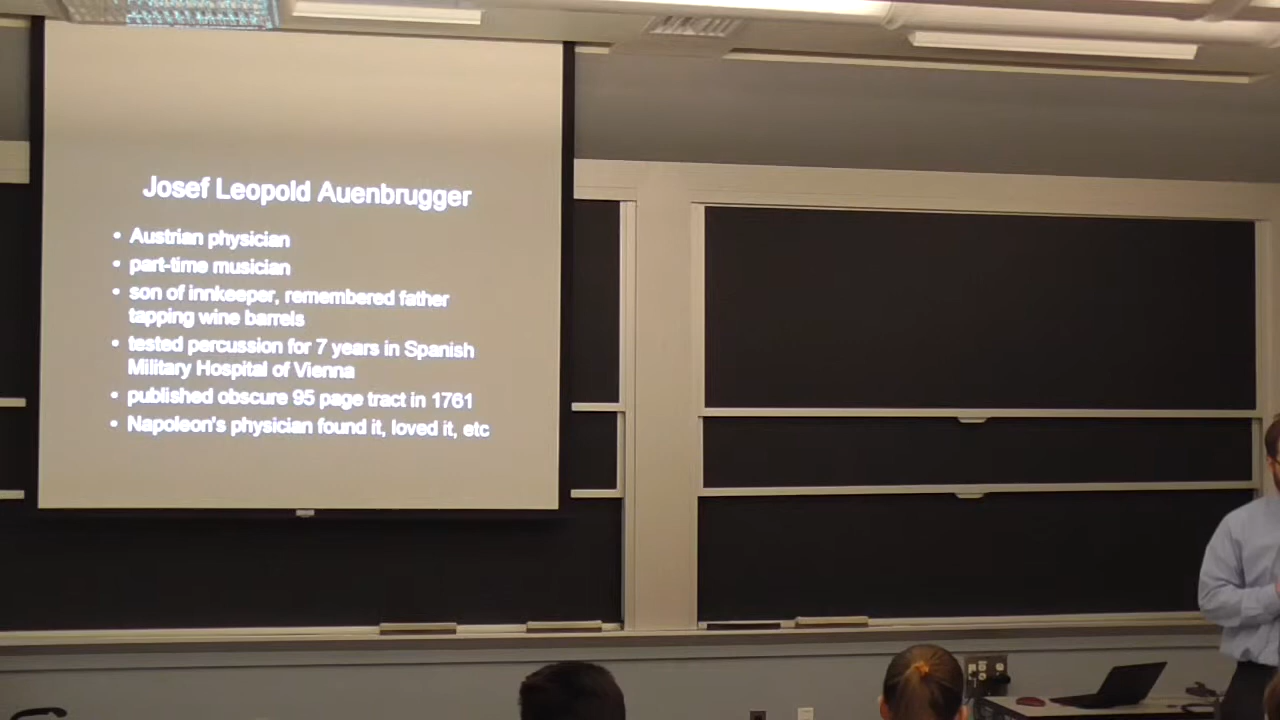 Josef Leopold Auenbrugger
• Austrian physician
• part-time musician
• son of innkeeper, remembered father
tapping wine barrels
• tested percussion for 7 years in Spanish
Military Hospital of Vienna
• published obscure 95 page tract in 1761
• Napoleon's physician found it, loved it, etc